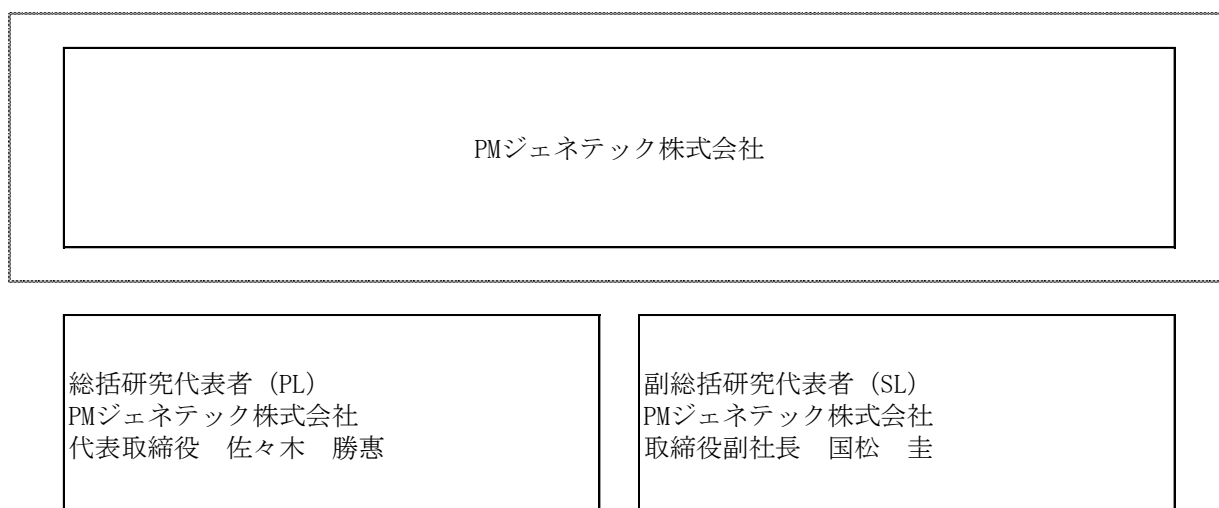 PMジェネテック株式会社
総括研究代表者（PL）
PMジェネテック株式会社
代表取締役　佐々木　勝惠
副総括研究代表者（SL）
PMジェネテック株式会社
取締役副社長　国松　圭